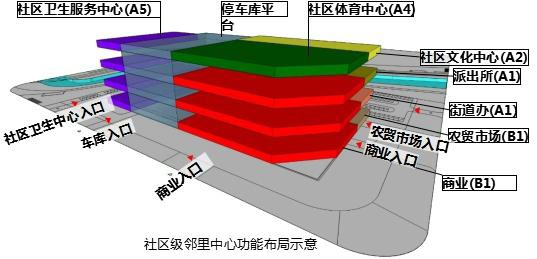 社区卫生服务中心(A5)
停车库平
台
社区体育中心(A4)
社区文化中心(A2)
派出所(A1)
街道办(A1)
农贸市场(B1)
商业(B1)
社区卫生中心入口
车库入口
商业入口
农贸市场入口
商业入口
社区级邻里中心功能布局示意